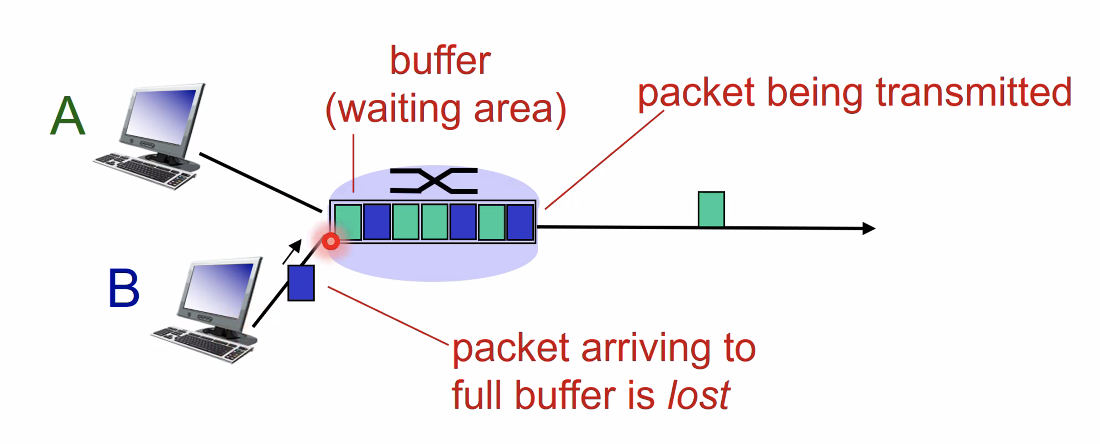 buffer
(waiting area)
packet being transmitted
A
B
packet arriving to
full buffer is lost